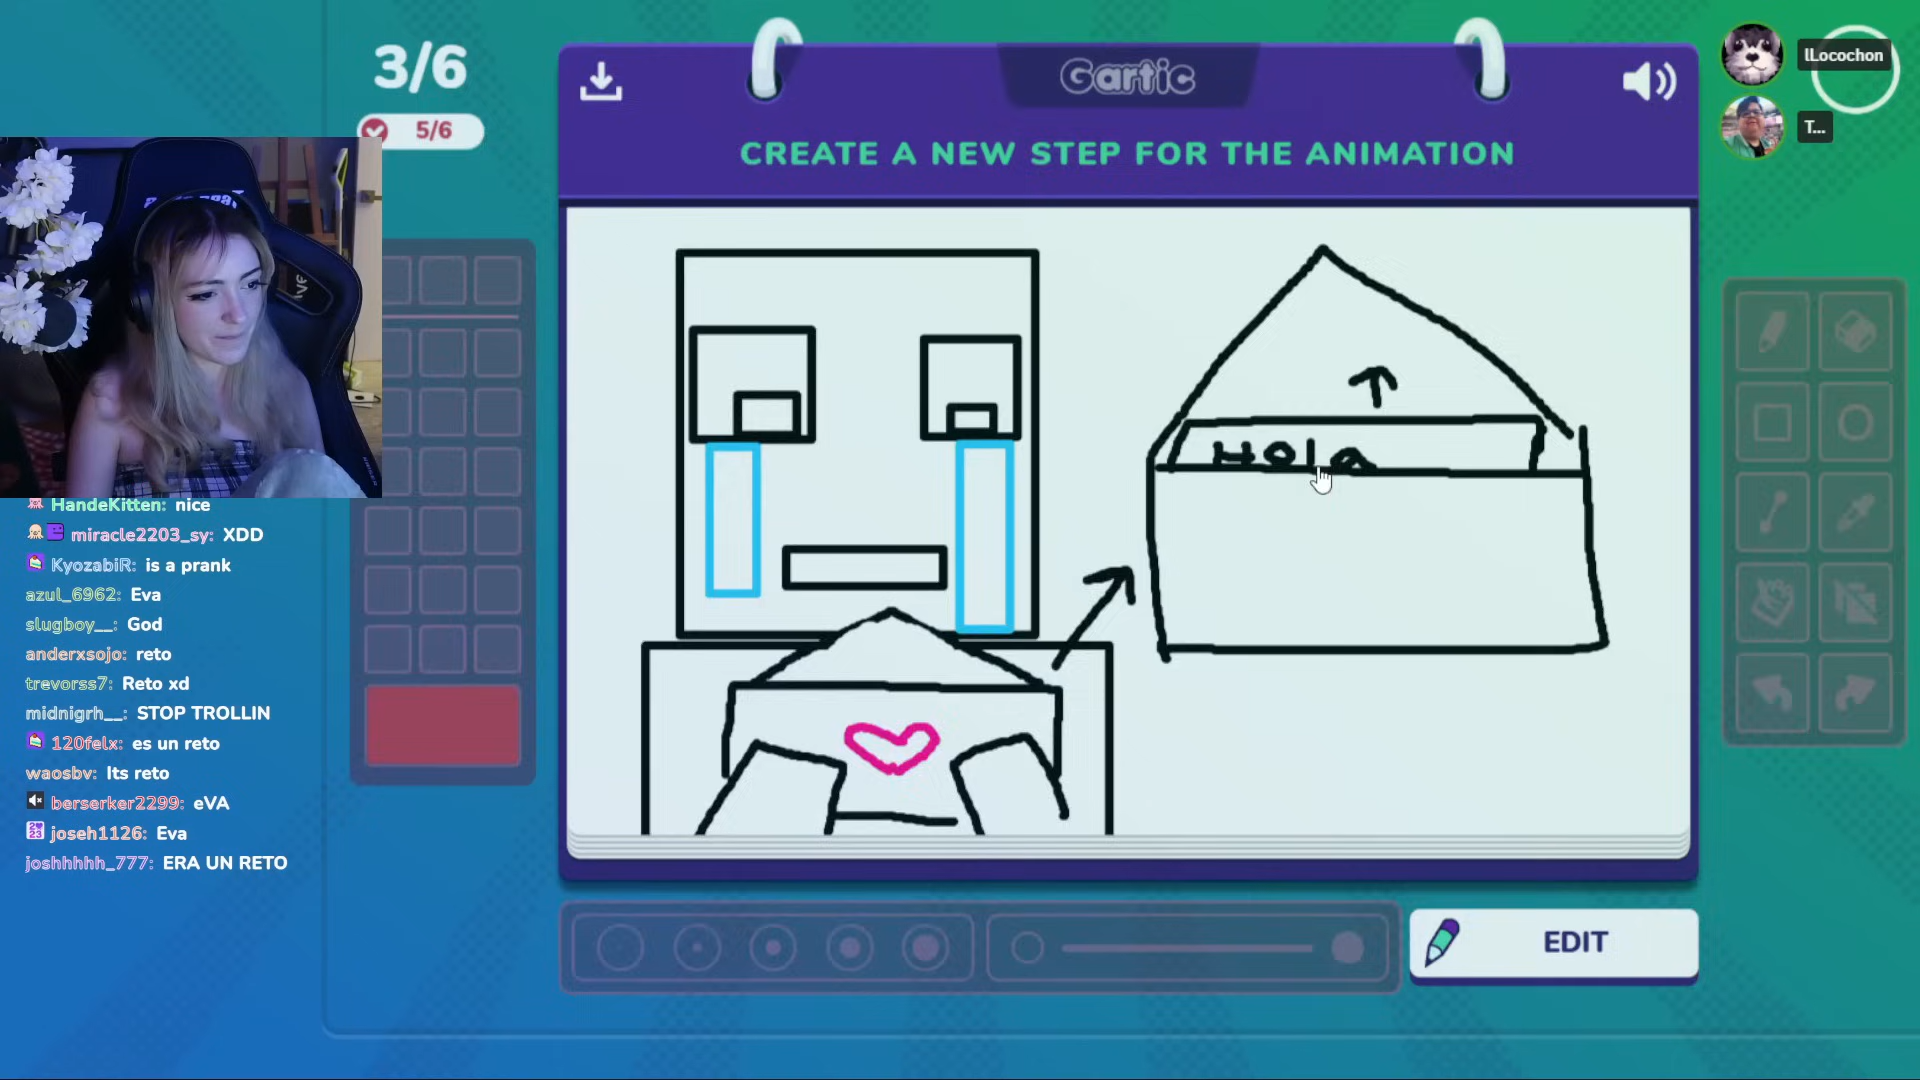 3/6
5/6
Gartic
CREATE A NEW STEP FOR THE ANIMATION
lLocochon
T...
Hola
HandeKitten: nice
miracle2203_sy: XDD
KyozabiR: is a prank
azul_6962: Eva
slugboy__: God
anderxsojo: reto
trevorss7: Reto xd
midnigrh__: STOP TROLLIN
120felx: es un reto
waosbv: Its reto
berserker2299: eVA
joseh1126: Eva
joshhhhh_777: ERA UN RETO
EDIT